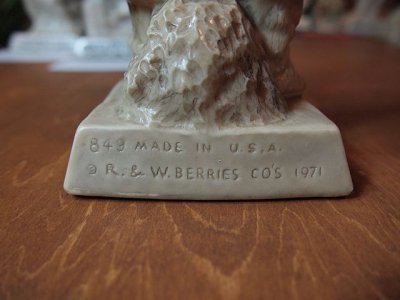 849 MADE IN U.S.A.
© R. & W. BERRIES CO'S 1971